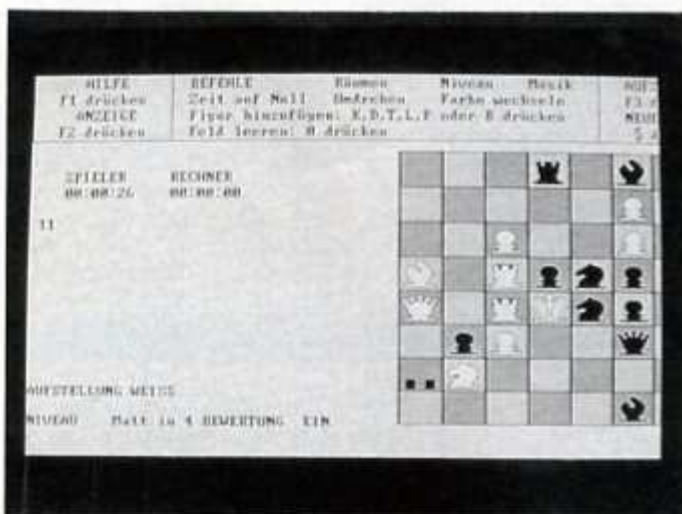 HILFE BEFEHLE Räumen Niveau Musik
F1 drücken Zeit auf Null Umdrehen Farbe wechseln
ANZEIGE Figur hinzufügen: K,D,T,L,P oder B drücken
F2 drücken Feld leeren: 0 drücken
SPIELER RECHNER
00:00:26 00:00:00
11
AUFSTELLUNG WEISS
NIVEAU Matt in 4 BEWERTUNG EIN